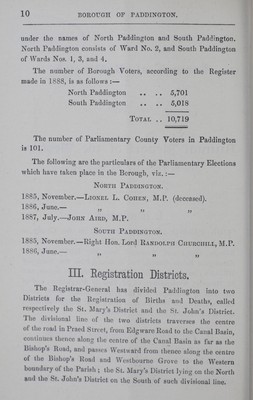 10 BOROUGH OF PADDINGTON.
under the names of North Paddington and South Paddington.
North Paddington consists of Ward No. 2, and South Paddington
of Wards Nos. 1, 3, and 4.
The number of Borough Voters, according to the Register
made in 1888, is as follows :—
North Paddington .. .. 5,701
South Paddington .. .. 5,018
TOTAL .. 10,719
The number of Parliamentary County Voters in Paddington
is 101.
The following are the particulars of the Parliamentary Elections
which have taken place in the Borough, viz. :—
NORTH PADDINGTON.
1885, November.—LIONEL L. COHEN, M.P. (deceased).
1886, June.— „ „ „
1887, July.—JOHN AIRD, M.P.
SOUTH PADDINGTON.
1885, November.—Right Hon. Lord RANDOLPH CHURCHILL, M.P.
1886, June.— „ „ „
III. Registration Districts.
The Registrar-General has divided Paddington into two
Districts for the Registration of Births and Deaths, called
respectively the St. Mary's District and the St. John's District.
The divisional line of the two districts traverses the centre
of the road in Praed Street, from Edgware Road to the Canal Basin,
continues thence along the centre of the Canal Basin as far as the
Bishop's Road, and passes Westward from thence along the centre
of the Bishop's Road and Westbourne Grove to the Western
boundary of the Parish; the St. Mary's District lying on the North
and the St. John's District on the South of such divisional line.